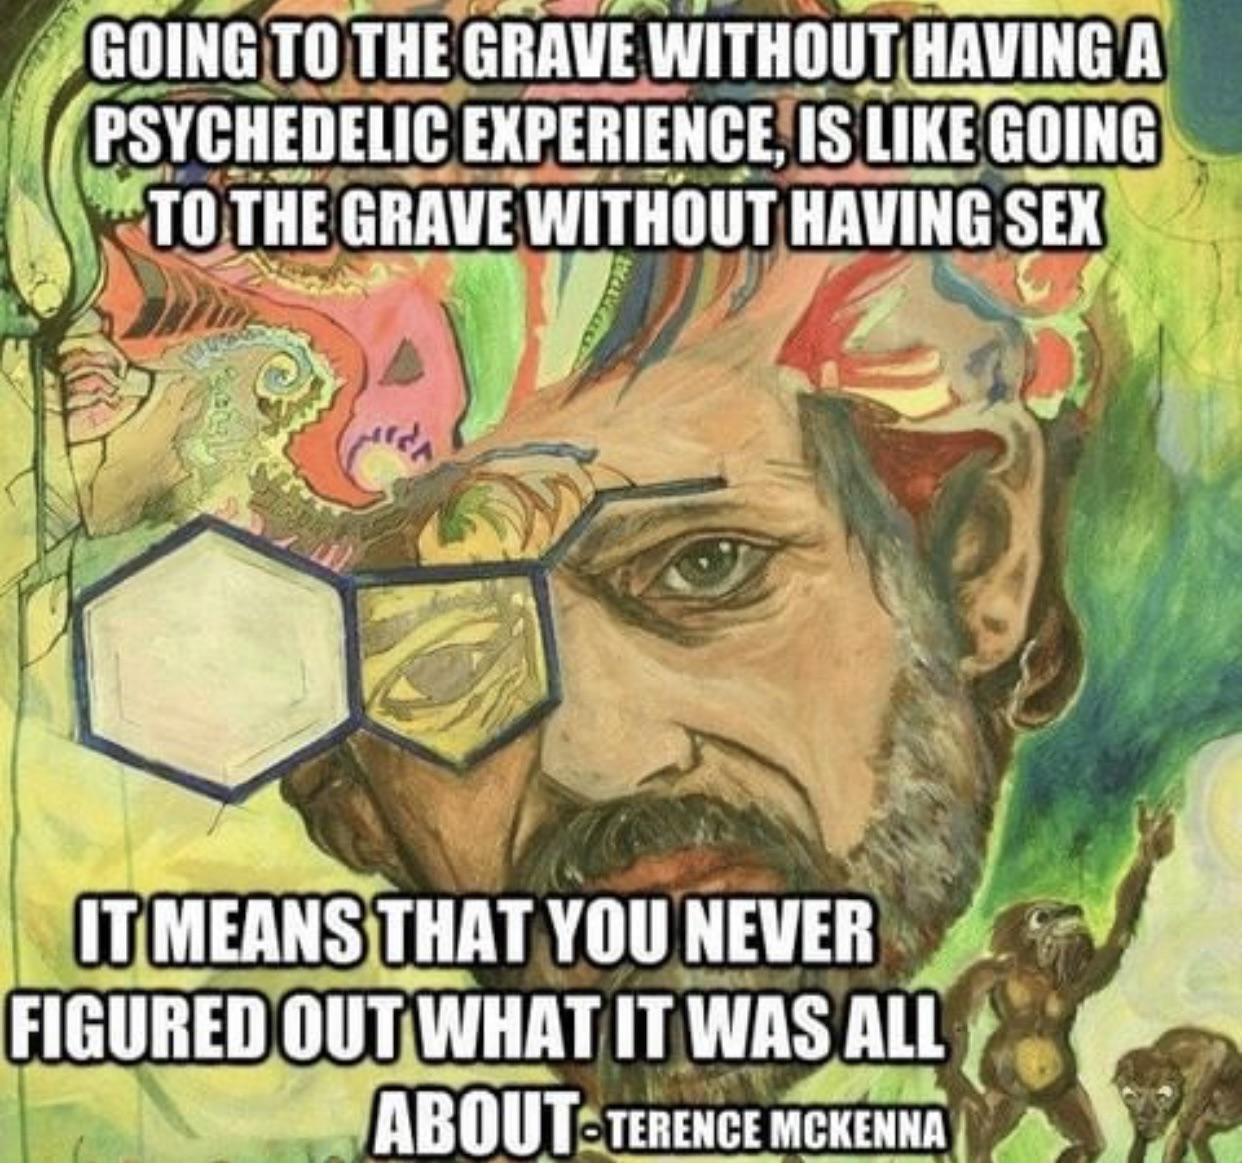 GOING TO THE GRAVE WITHOUT HAVING A
PSYCHEDELIC EXPERIENCE, IS LIKE GOING
TO THE GRAVE WITHOUT HAVING SEX
IT MEANS THAT YOU NEVER
FIGURED OUT WHAT IT WAS ALL
ABOUT - TERENCE MCKENNA